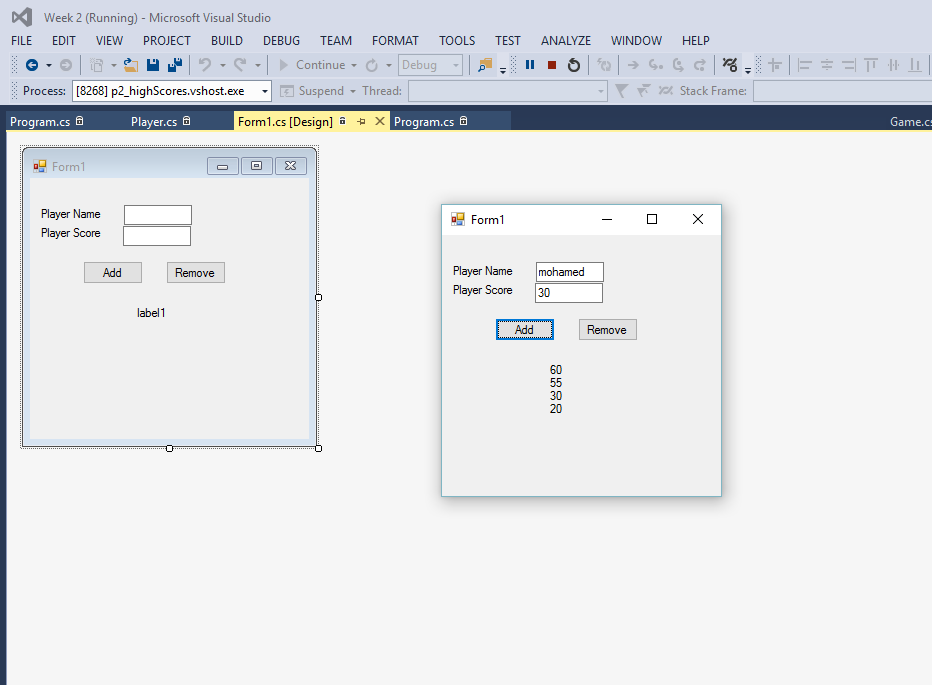 Week 2 (Running) - Microsoft Visual Studio
FILE EDIT VIEW PROJECT BUILD DEBUG TEAM FORMAT TOOLS TEST ANALYZE WINDOW HELP
Continue Debug
Process: [8268] p2_highScores.vshost.exe Suspend Thread: Stack Frame:
Program.cs Player.cs Form1.cs [Design] Program.cs Game.cs
Form1
Player Name
Player Score
Add Remove
label1
Form1
Player Name mohamed
Player Score 30
Add Remove
60
55
30
20